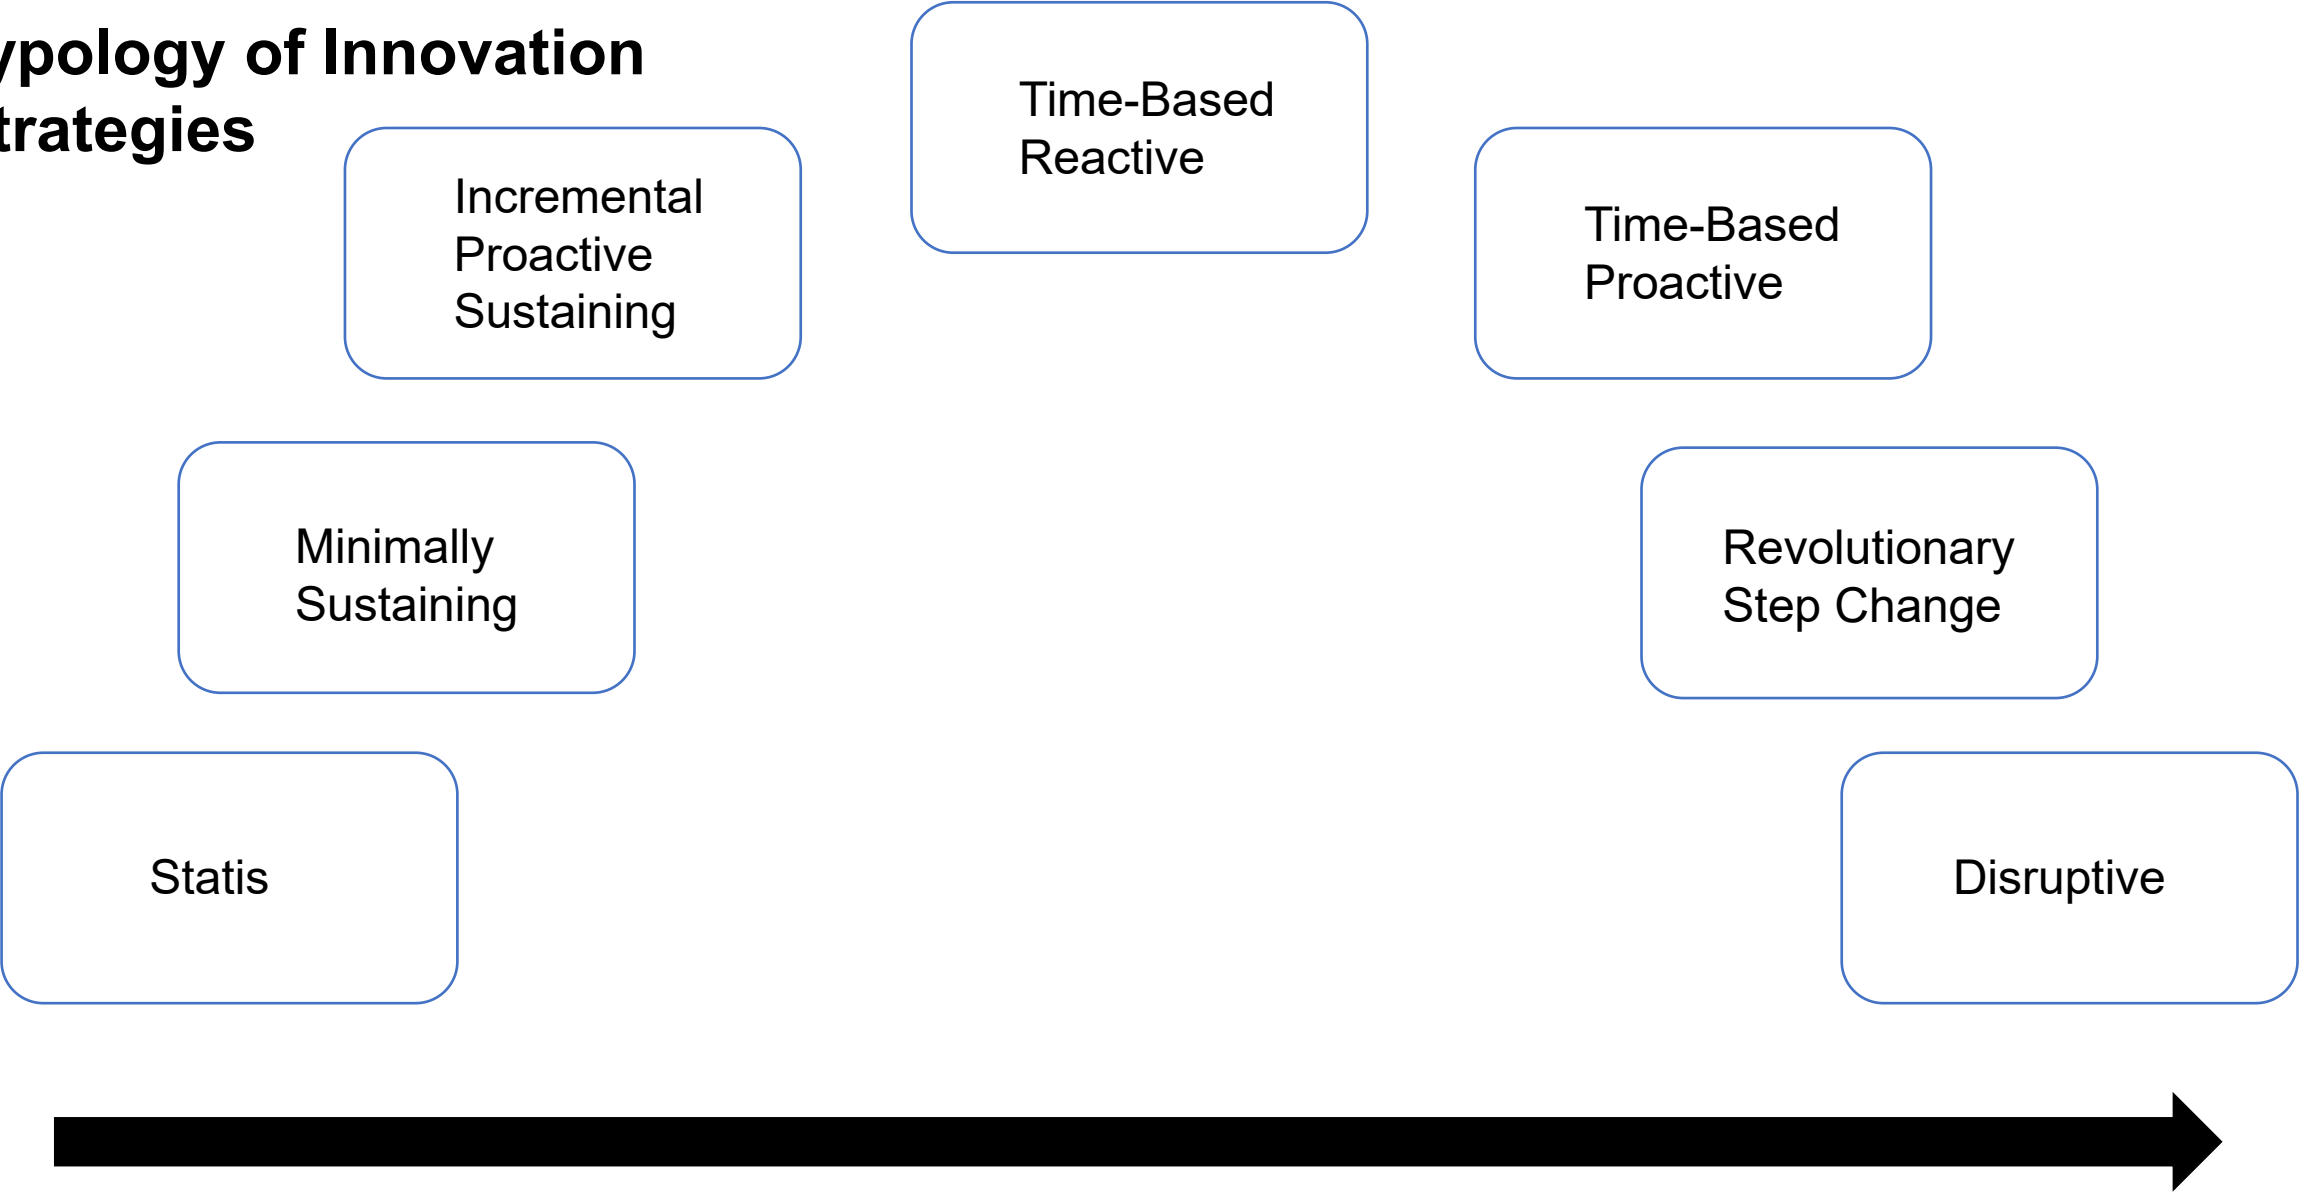 ypology of Innovation
trategies
Time-Based
Reactive
Incremental
Proactive
Sustaining
Time-Based
Proactive
Minimally
Sustaining
Revolutionary
Step Change
Statis
Disruptive